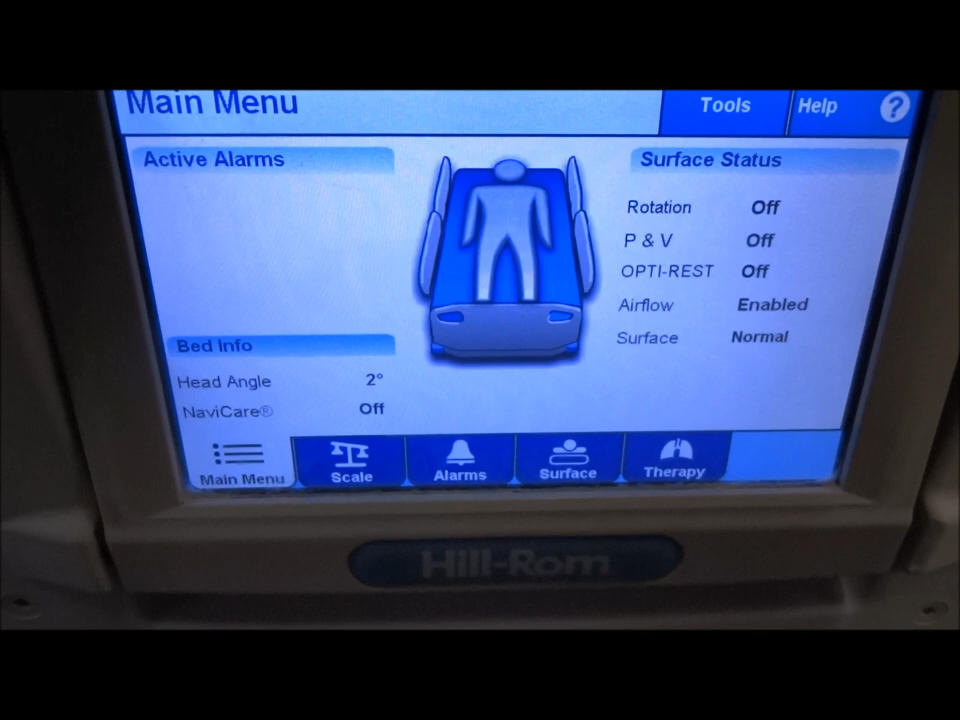 Main Menu
Tools
Help
?
Active Alarms
Surface Status
Rotation Off
P & V Off
OPTI-REST Off
Airflow Enabled
Surface Normal
Bed Info
Head Angle 2°
NaviCare® Off
Main Menu
Scale
Alarms
Surface
Therapy
Hill-Rom